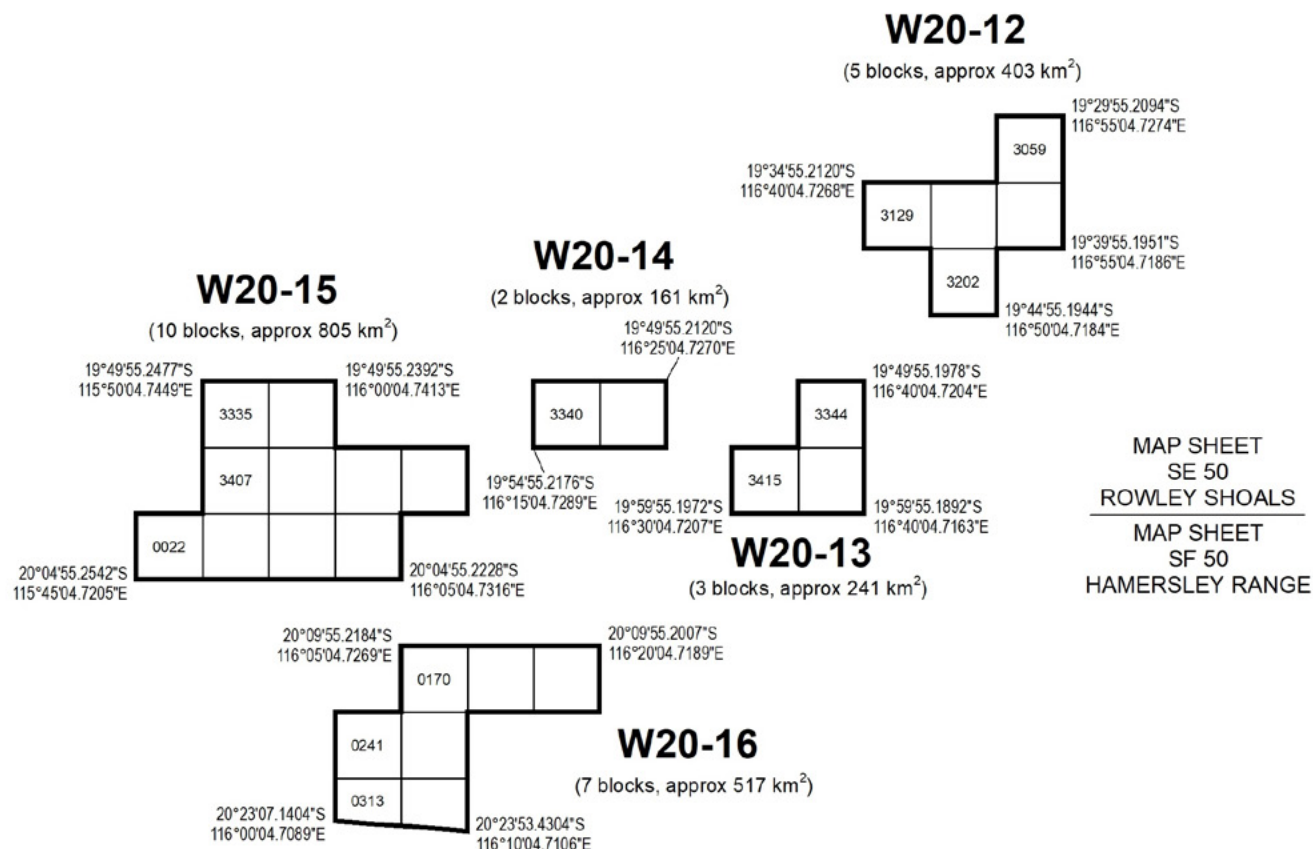 W20-12
(5 blocks, approx 403 km²)
19°29'55.2094"S
116°55'04.7274"E
3059
19°34'55.2120"S
116°40'04.7268"E
3129
19°39'55.1951"S
116°55'04.7186"E
3202
19°44'55.1944"S
116°50'04.7184"E
W20-14
(2 blocks, approx 161 km²)
19°49'55.2120"S
116°25'04.7270"E
3340
19°54'55.2176"S
116°15'04.7289"E
W20-15
(10 blocks, approx 805 km²)
19°49'55.2477"S
115°50'04.7449"E
19°49'55.2392"S
116°00'04.7413"E
3335
3407
0022
20°04'55.2542"S
115°45'04.7205"E
20°04'55.2228"S
116°05'04.7316"E
19°49'55.1978"S
116°40'04.7204"E
3344
3415
19°59'55.1972"S
116°30'04.7207"E
19°59'55.1892"S
116°40'04.7163"E
W20-13
(3 blocks, approx 241 km²)
MAP SHEET
SE 50
ROWLEY SHOALS
MAP SHEET
SF 50
HAMERSLEY RANGE
20°09'55.2184"S
116°05'04.7269"E
20°09'55.2007"S
116°20'04.7189"E
0170
0241
0313
W20-16
(7 blocks, approx 517 km²)
20°23'07.1404"S
116°00'04.7089"E
20°23'53.4304"S
116°10'04.7106"E